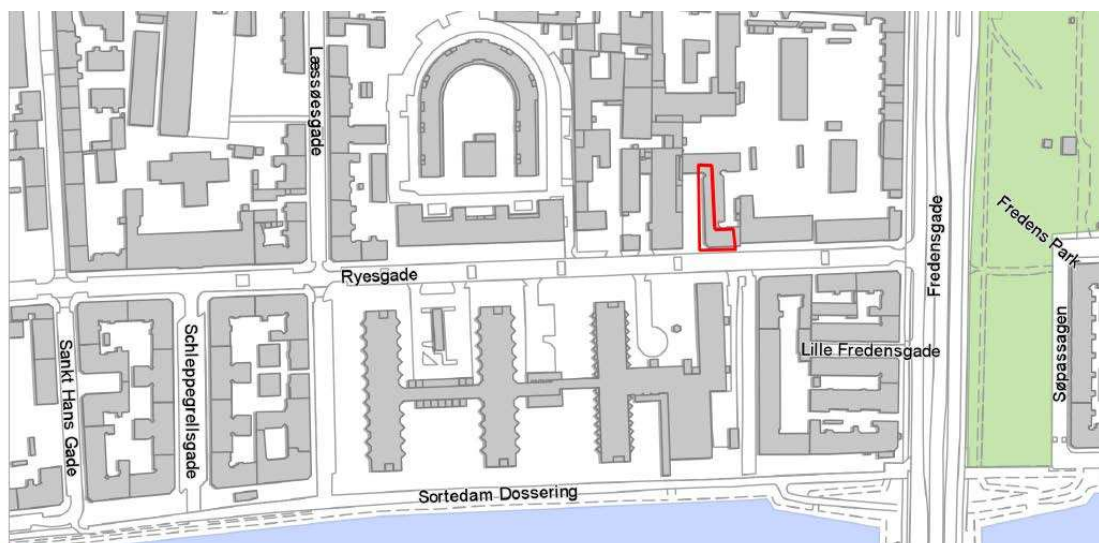 Læssøesgade
Ryesgade
Fredensgade
Fredens Park
Søpassagen
Lille Fredensgade
Sankt Hans Gade
Schleppegrellsgade
Sortedam Dossering